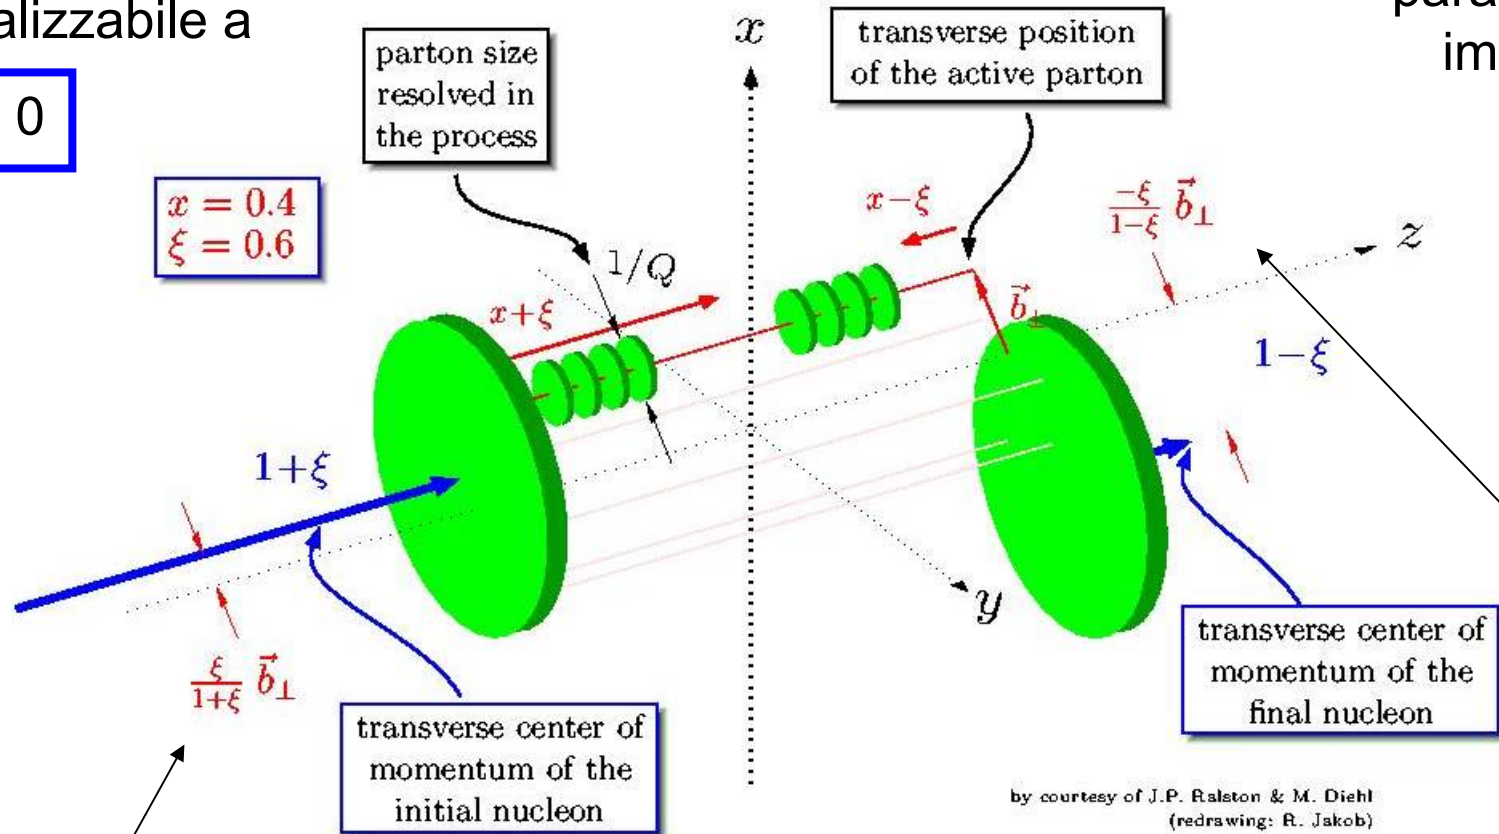 alizzabile a
0
parton size
resolved in
the process
x
transverse position
of the active parton
im
x = 0.4
ξ = 0.6
1/Q
x+ξ
x−ξ
−ξ/1−ξ b⃗⊥
z
b⃗⊥
1−ξ
1+ξ
y
ξ/1+ξ b⃗⊥
transverse center of
momentum of the
initial nucleon
transverse center of
momentum of the
final nucleon
by courtesy of J.P. Ralston & M. Diehl
(redrawing: R. Jakob)